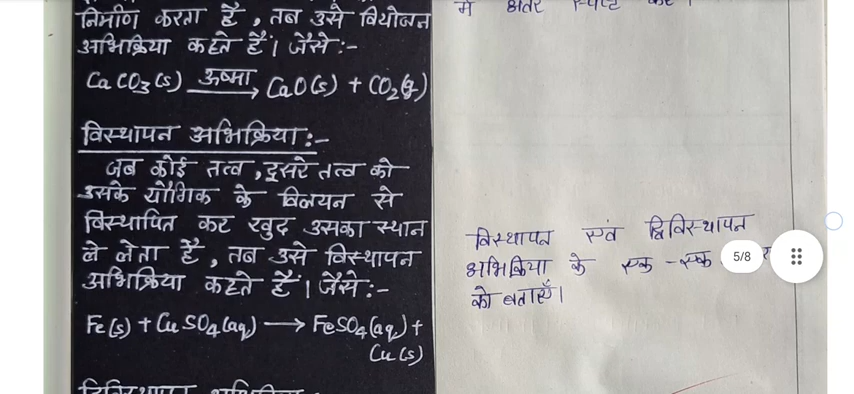 निर्माण करता है, तब उसे वियोजन
अभिक्रिया कहते हैं। जैसे:-
CaCO₃(s) ऊष्मा⟶ CaO(s) + CO₂(g)
विस्थापन अभिक्रिया:-
जब कोई तत्व, दूसरे तत्व को
उसके यौगिक के विलयन से
विस्थापित कर खुद उसका स्थान
ले लेता है, तब उसे विस्थापन
अभिक्रिया कहते हैं। जैसे:-
Fe(s) + CuSO₄(aq) ⟶ FeSO₄(aq) +
Cu(s)
में अंतर स्पष्ट करें।
विस्थापन एवं द्विविस्थापन
अभिक्रिया के एक-एक
को बताएँ।
5/8